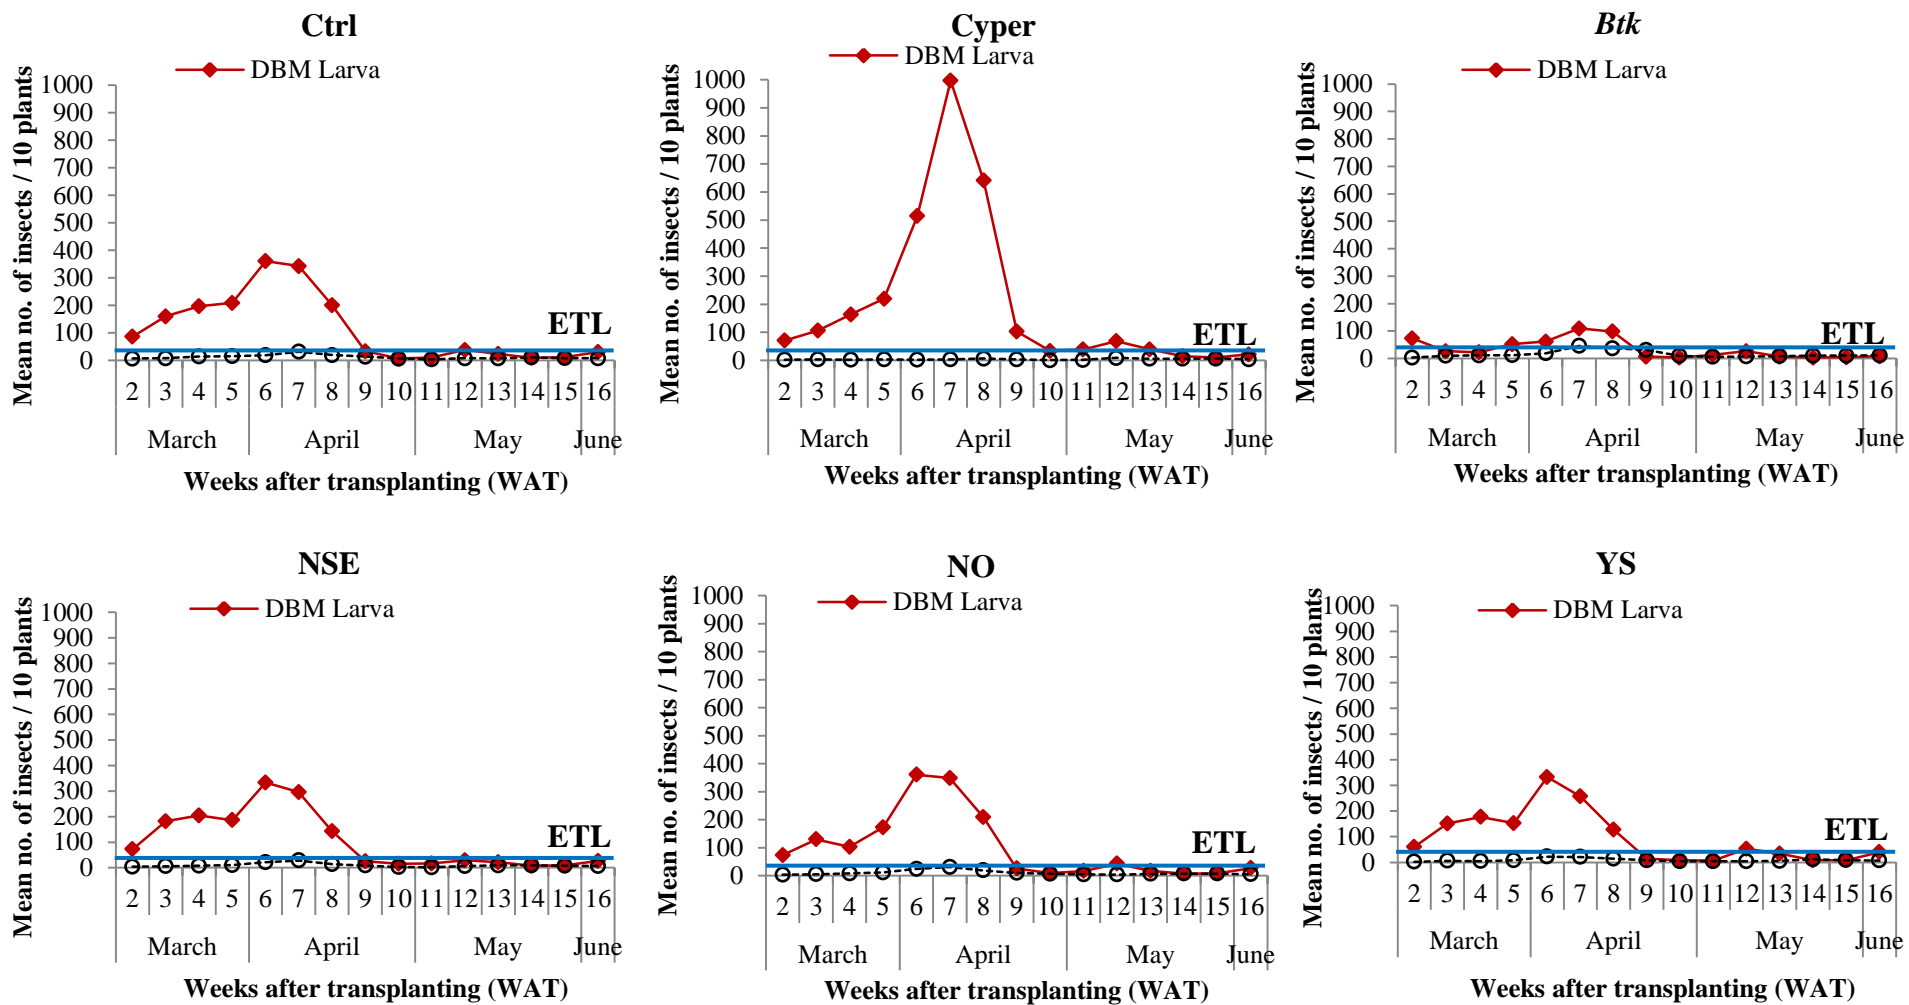 Ctrl
DBM Larva
Mean no. of insects / 10 plants
1000
900
800
700
600
500
400
300
200
100
0
ETL
2 3 4 5 6 7 8 9 10 11 12 13 14 15 16
March April May June
Weeks after transplanting (WAT)
Cyper
DBM Larva
Mean no. of insects / 10 plants
1000
900
800
700
600
500
400
300
200
100
0
ETL
2 3 4 5 6 7 8 9 10 11 12 13 14 15 16
March April May June
Weeks after transplanting (WAT)
Btk
DBM Larva
Mean no. of insects / 10 plants
1000
900
800
700
600
500
400
300
200
100
0
ETL
2 3 4 5 6 7 8 9 10 11 12 13 14 15 16
March April May June
Weeks after transplanting (WAT)
NSE
DBM Larva
Mean no. of insects / 10 plants
1000
900
800
700
600
500
400
300
200
100
0
ETL
2 3 4 5 6 7 8 9 10 11 12 13 14 15 16
March April May June
Weeks after transplanting (WAT)
NO
DBM Larva
Mean no. of insects / 10 plants
1000
900
800
700
600
500
400
300
200
100
0
ETL
2 3 4 5 6 7 8 9 10 11 12 13 14 15 16
March April May June
Weeks after transplanting (WAT)
YS
DBM Larva
Mean no. of insects / 10 plants
1000
900
800
700
600
500
400
300
200
100
0
ETL
2 3 4 5 6 7 8 9 10 11 12 13 14 15 16
March April May June
Weeks after transplanting (WAT)